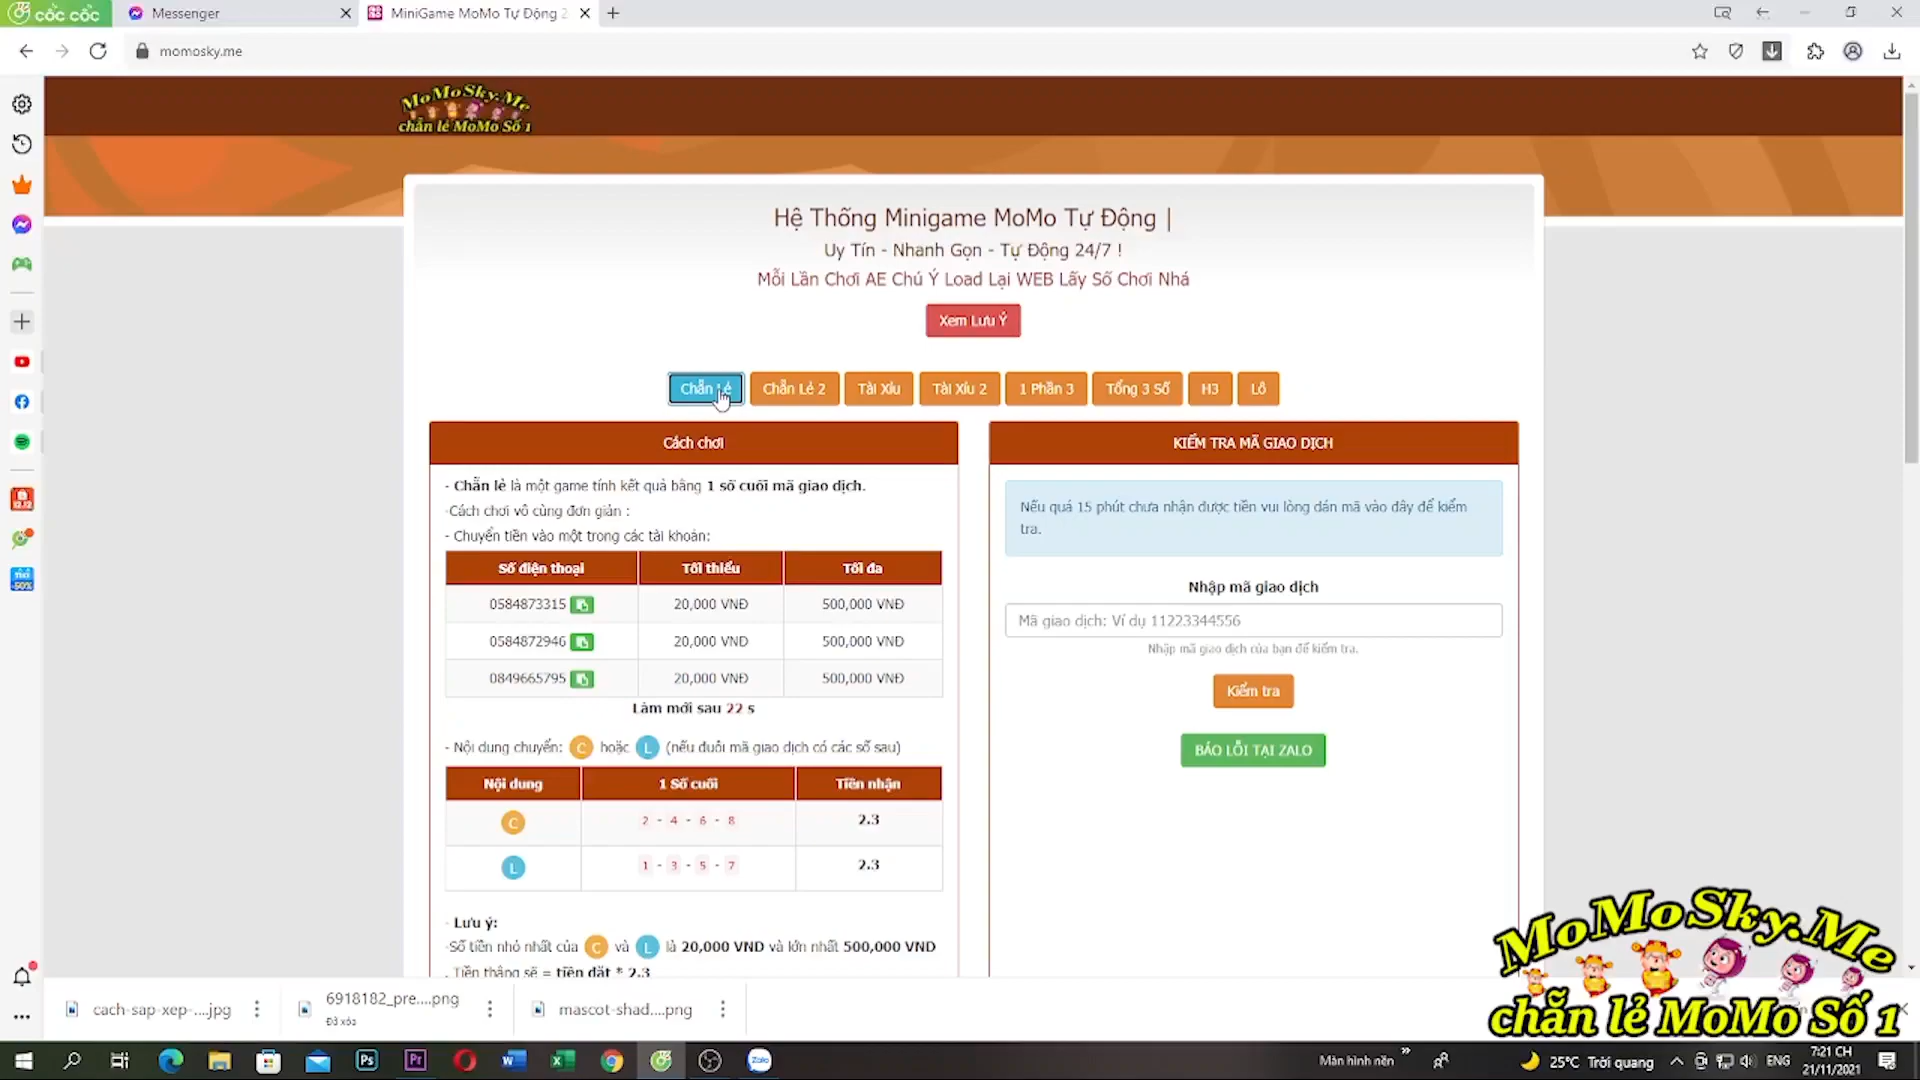 cốc cốc
Messenger
MiniGame MoMo Tự Động 2
momosky.me
MoMoSky.Me
chẵn lẻ MoMo Số 1
Hệ Thống Minigame MoMo Tự Động |
Uy Tín - Nhanh Gọn - Tự Động 24/7 !
Mỗi Lần Chơi AE Chú Ý Load Lại WEB Lấy Số Chơi Nhá
Xem Lưu Ý
Chẵn Lẻ
Chẵn Lẻ 2
Tài Xỉu
Tài Xỉu 2
1 Phần 3
Tổng 3 Số
H3
Lô
Cách chơi
- Chẵn lẻ là một game tính kết quả bằng 1 số cuối mã giao dịch.
-Cách chơi vô cùng đơn giản :
- Chuyển tiền vào một trong các tài khoản:
Số điện thoại Tối thiểu Tối đa
0584873315 20,000 VNĐ 500,000 VNĐ
0584872946 20,000 VNĐ 500,000 VNĐ
0849665795 20,000 VNĐ 500,000 VNĐ
Làm mới sau 22 s
- Nội dung chuyển: C hoặc L (nếu đuôi mã giao dịch có các số sau)
Nội dung 1 Số cuối Tiền nhận
C 2 - 4 - 6 - 8 2.3
L 1 - 3 - 5 - 7 2.3
- Lưu ý:
-Số tiền nhỏ nhất của C và L là 20,000 VNĐ và lớn nhất 500,000 VNĐ
. Tiền thắng sẽ = tiền đặt * 2.3
KIỂM TRA MÃ GIAO DỊCH
Nếu quá 15 phút chưa nhận được tiền vui lòng dán mã vào đây để kiểm
tra.
Nhập mã giao dịch
Mã giao dịch: Ví dụ 11223344556
Nhập mã giao dịch của bạn để kiểm tra.
Kiểm tra
BÁO LỖI TẠI ZALO
MoMoSky.Me
chẵn lẻ MoMo Số 1
cach-sap-xep-....jpg
6918182_pre....png
Đã xóa
mascot-shad....png
Màn hình nền
25°C Trời quang
ENG
7:21 CH
21/11/2021